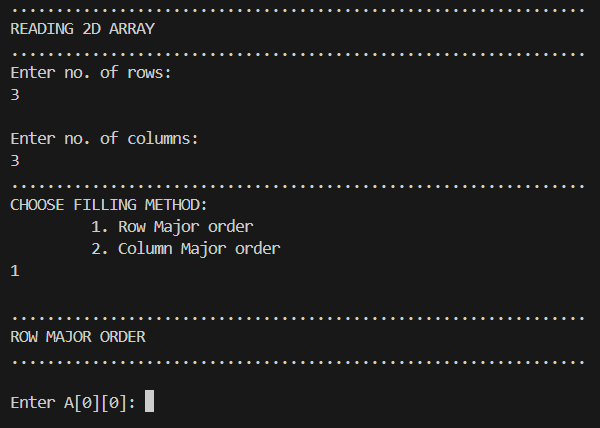 ................................................................
READING 2D ARRAY
................................................................
Enter no. of rows:
3
Enter no. of columns:
3
................................................................
CHOOSE FILLING METHOD:
1. Row Major order
2. Column Major order
1
................................................................
ROW MAJOR ORDER
................................................................
Enter A[0][0]: